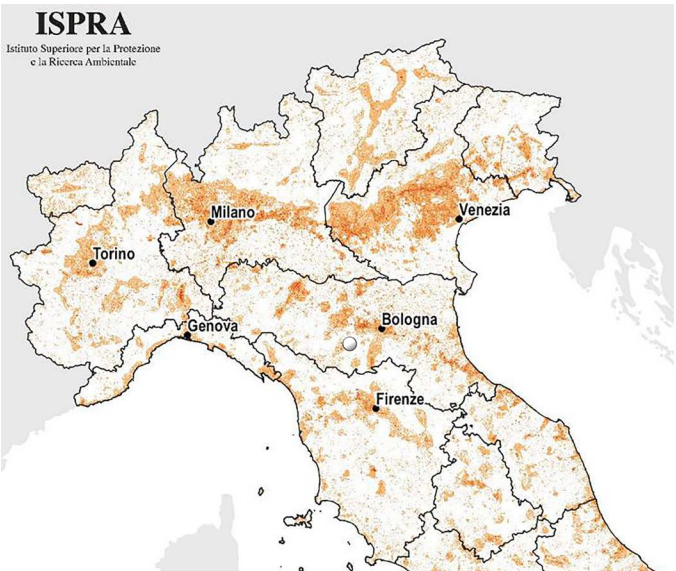 ISPRA
Istituto Superiore per la Protezione
e la Ricerca Ambientale
Milano
Venezia
Torino
Genova
Bologna
Firenze